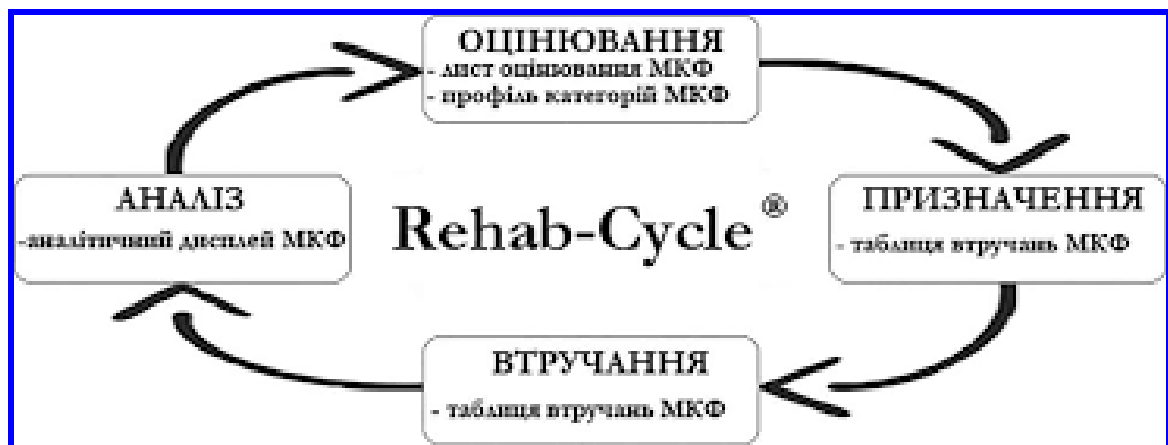 ОЦІНЮВАННЯ
- лист оцінювання МКФ
- профіль категорій МКФ
АНАЛІЗ
-аналітичний дисплей МКФ
Rehab-Cycle®
ПРИЗНАЧЕННЯ
- таблиця втручань МКФ
ВТРУЧАННЯ
- таблиця втручань МКФ